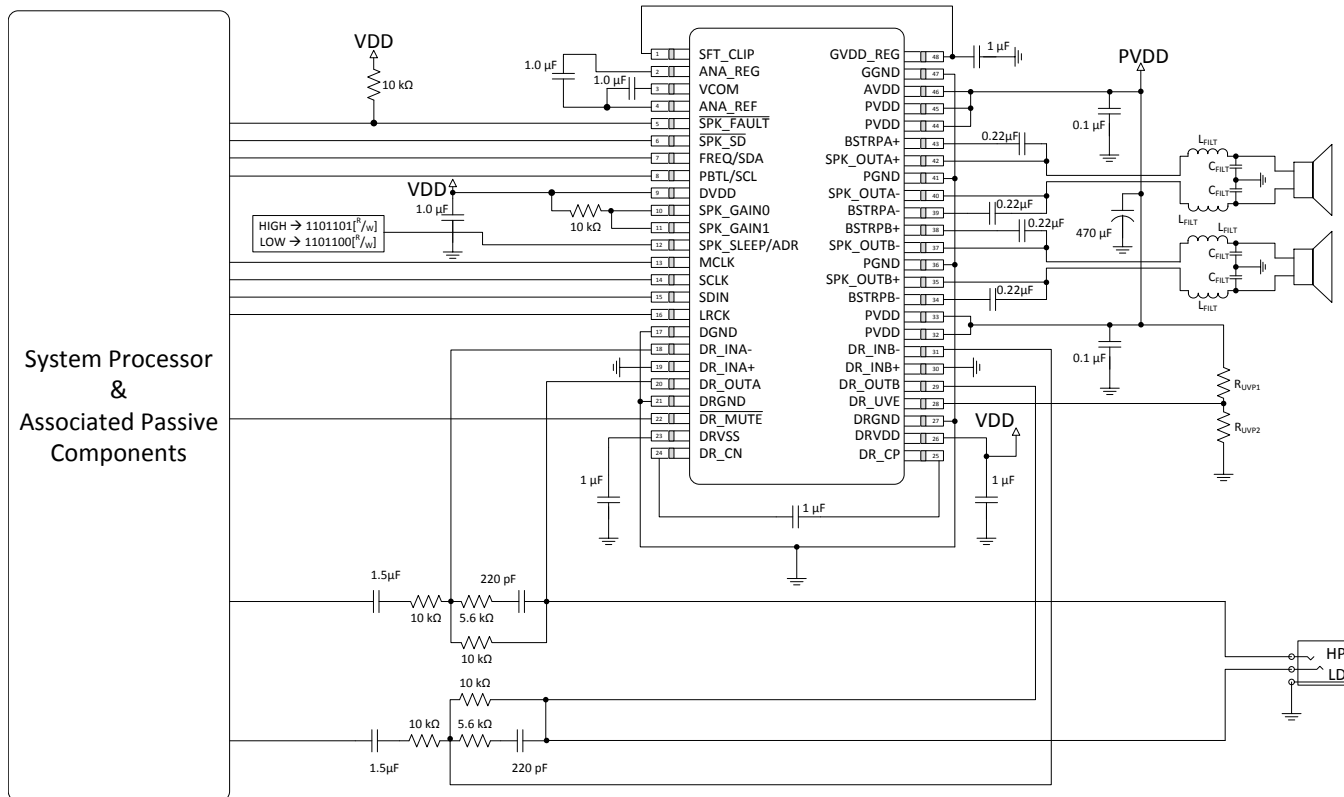 System Processor
&
Associated Passive
Components
VDD
10 kΩ
1.0 µF
1.0 µF
VDD
1.0 µF
10 kΩ
HIGH → 1101101[R/W]
LOW → 1101100[R/W]
1 SFT_CLIP
2 ANA_REG
3 VCOM
4 ANA_REF
5 SPK_FAULT
6 SPK_SD
7 FREQ/SDA
8 PBTL/SCL
9 DVDD
10 SPK_GAIN0
11 SPK_GAIN1
12 SPK_SLEEP/ADR
13 MCLK
14 SCLK
15 SDIN
16 LRCK
17 DGND
18 DR_INA-
19 DR_INA+
20 DR_OUTA
21 DRGND
22 DR_MUTE
23 DRVSS
24 DR_CN
GVDD_REG 48
GGND 47
AVDD 46
PVDD 45
PVDD 44
BSTRPA+ 43
SPK_OUTA+ 42
PGND 41
SPK_OUTA- 40
BSTRPA- 39
BSTRPB+ 38
SPK_OUTB- 37
PGND 36
SPK_OUTB+ 35
BSTRPB- 34
PVDD 33
PVDD 32
DR_INB- 31
DR_INB+ 30
DR_OUTB 29
DR_UVE 28
DRGND 27
DRVDD 26
DR_CP 25
1 µF
PVDD
0.1 µF
0.22µF
0.22µF
0.22µF
0.22µF
470 µF
LFILT
CFILT
CFILT
LFILT
LFILT
CFILT
CFILT
LFILT
0.1 µF
RUVP1
RUVP2
VDD
1 µF
1 µF
1 µF
1.5µF
10 kΩ
5.6 kΩ
220 pF
10 kΩ
10 kΩ
10 kΩ
5.6 kΩ
1.5µF
220 pF
HP
LD